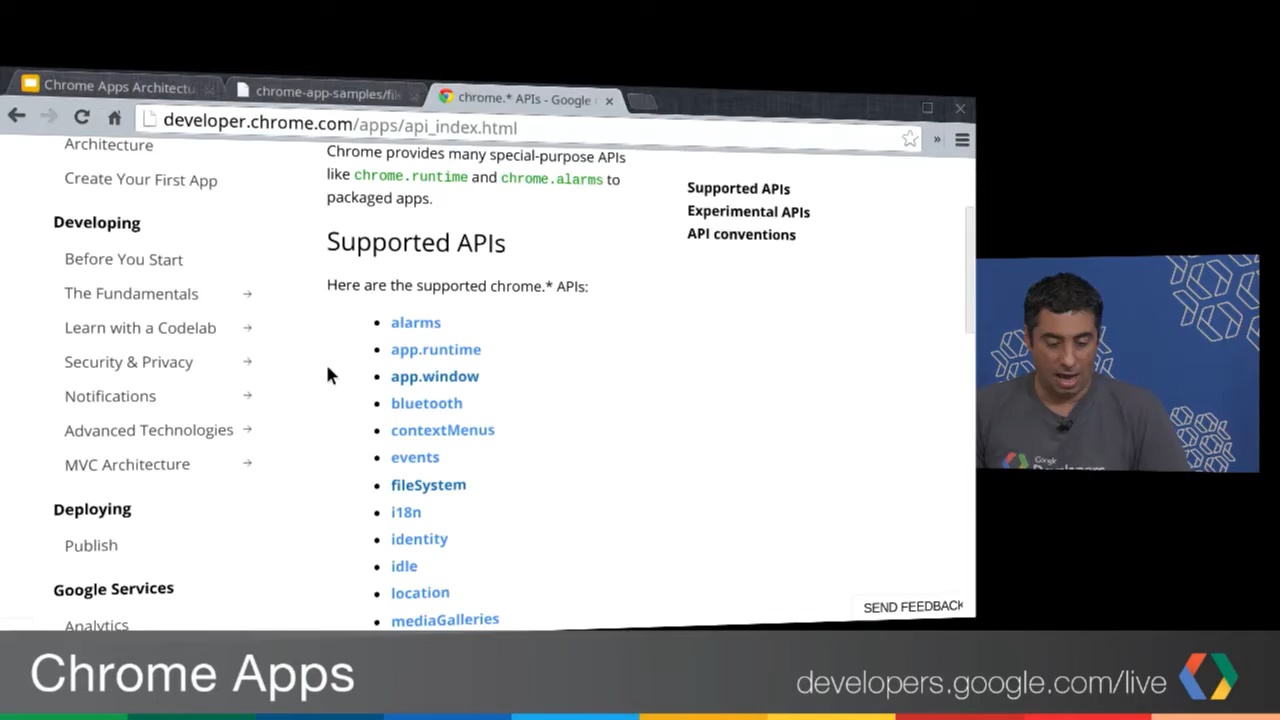 Chrome Apps Architectu
chrome-app-samples/fil
chrome.* APIs - Google
developer.chrome.com/apps/api_index.html
Architecture
Create Your First App
Developing
Before You Start
The Fundamentals
Learn with a Codelab
Security & Privacy
Notifications
Advanced Technologies
MVC Architecture
Deploying
Publish
Google Services
Analytics
Chrome provides many special-purpose APIs
like chrome.runtime and chrome.alarms to
packaged apps.
Supported APIs
Here are the supported chrome.* APIs:
alarms
app.runtime
app.window
bluetooth
contextMenus
events
fileSystem
i18n
identity
idle
location
mediaGalleries
Supported APIs
Experimental APIs
API conventions
SEND FEEDBACK
Google
Developers
Chrome Apps
developers.google.com/live